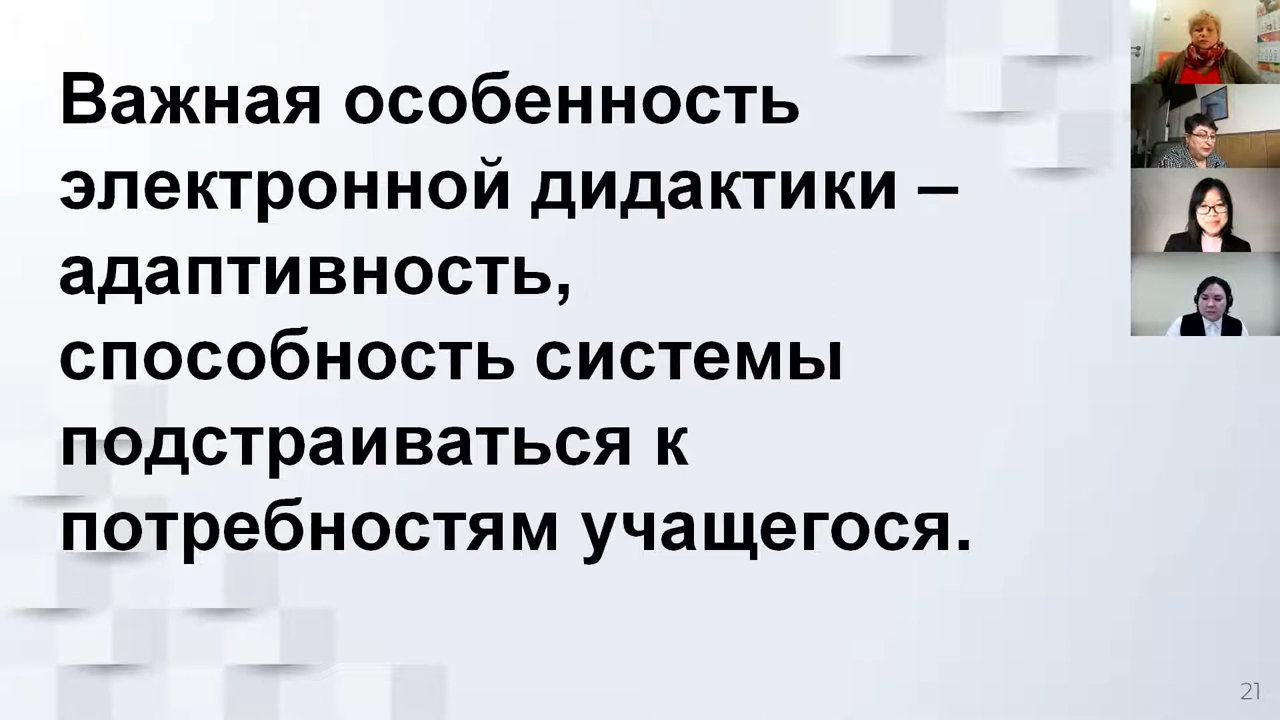 Важная особенность
электронной дидактики –
адаптивность,
способность системы
подстраиваться к
потребностям учащегося.
21